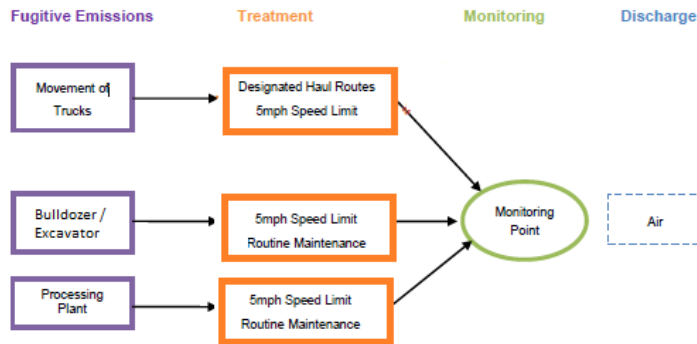 Fugitive Emissions Treatment Monitoring Discharge
Movement of
Trucks
Designated Haul Routes
5mph Speed Limit
Bulldozer /
Excavator
5mph Speed Limit
Routine Maintenance
Monitoring
Point
Air
Processing
Plant
5mph Speed Limit
Routine Maintenance